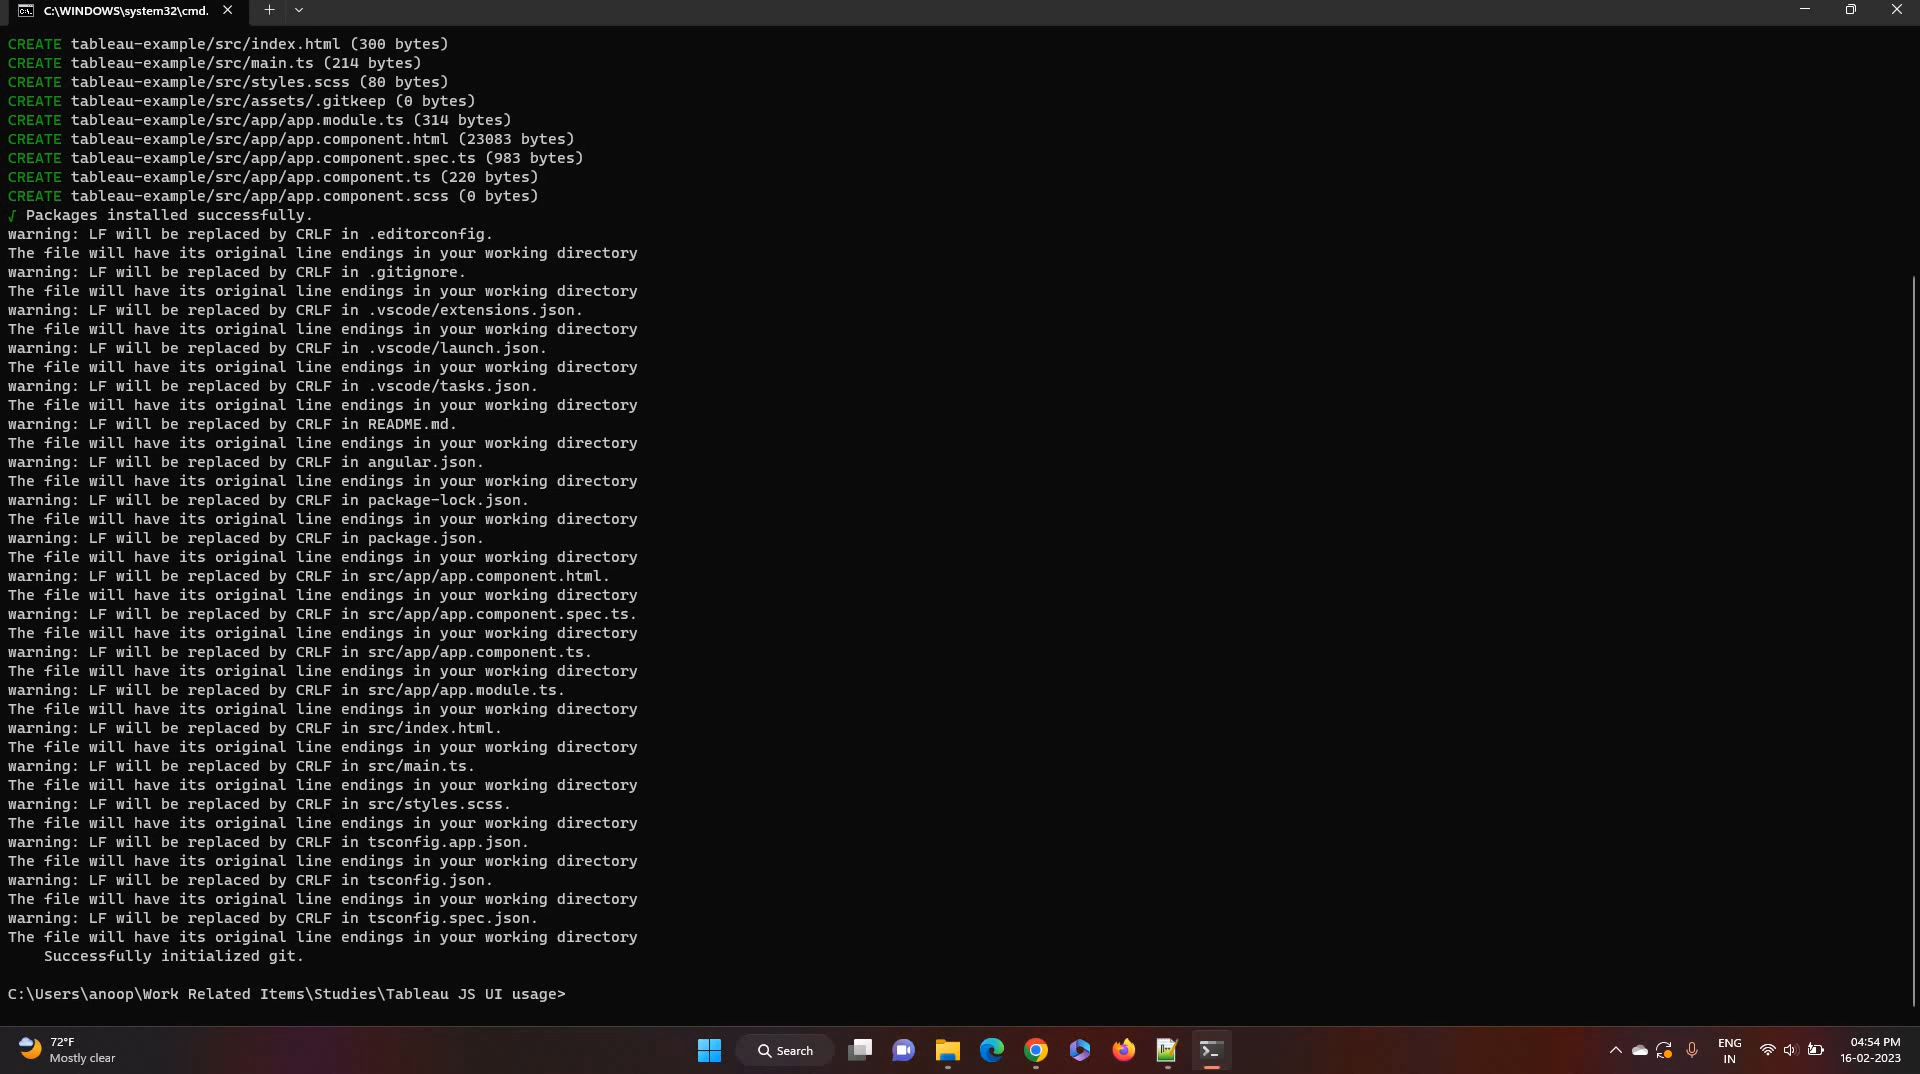 C:\WINDOWS\system32\cmd.
CREATE tableau-example/src/index.html (300 bytes)
CREATE tableau-example/src/main.ts (214 bytes)
CREATE tableau-example/src/styles.scss (80 bytes)
CREATE tableau-example/src/assets/.gitkeep (0 bytes)
CREATE tableau-example/src/app/app.module.ts (314 bytes)
CREATE tableau-example/src/app/app.component.html (23083 bytes)
CREATE tableau-example/src/app/app.component.spec.ts (983 bytes)
CREATE tableau-example/src/app/app.component.ts (220 bytes)
CREATE tableau-example/src/app/app.component.scss (0 bytes)
√ Packages installed successfully.
warning: LF will be replaced by CRLF in .editorconfig.
The file will have its original line endings in your working directory
warning: LF will be replaced by CRLF in .gitignore.
The file will have its original line endings in your working directory
warning: LF will be replaced by CRLF in .vscode/extensions.json.
The file will have its original line endings in your working directory
warning: LF will be replaced by CRLF in .vscode/launch.json.
The file will have its original line endings in your working directory
warning: LF will be replaced by CRLF in .vscode/tasks.json.
The file will have its original line endings in your working directory
warning: LF will be replaced by CRLF in README.md.
The file will have its original line endings in your working directory
warning: LF will be replaced by CRLF in angular.json.
The file will have its original line endings in your working directory
warning: LF will be replaced by CRLF in package-lock.json.
The file will have its original line endings in your working directory
warning: LF will be replaced by CRLF in package.json.
The file will have its original line endings in your working directory
warning: LF will be replaced by CRLF in src/app/app.component.html.
The file will have its original line endings in your working directory
warning: LF will be replaced by CRLF in src/app/app.component.spec.ts.
The file will have its original line endings in your working directory
warning: LF will be replaced by CRLF in src/app/app.component.ts.
The file will have its original line endings in your working directory
warning: LF will be replaced by CRLF in src/app/app.module.ts.
The file will have its original line endings in your working directory
warning: LF will be replaced by CRLF in src/index.html.
The file will have its original line endings in your working directory
warning: LF will be replaced by CRLF in src/main.ts.
The file will have its original line endings in your working directory
warning: LF will be replaced by CRLF in src/styles.scss.
The file will have its original line endings in your working directory
warning: LF will be replaced by CRLF in tsconfig.app.json.
The file will have its original line endings in your working directory
warning: LF will be replaced by CRLF in tsconfig.json.
The file will have its original line endings in your working directory
warning: LF will be replaced by CRLF in tsconfig.spec.json.
The file will have its original line endings in your working directory
Successfully initialized git.
C:\Users\anoop\Work Related Items\Studies\Tableau JS UI usage>
72°F
Mostly clear
Search
ENG
IN
04:54 PM
16-02-2023